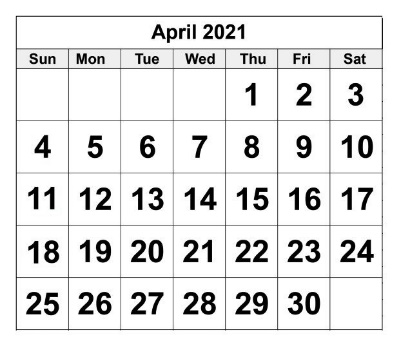 April 2021
Sun Mon Tue Wed Thu Fri Sat
1 2 3
4 5 6 7 8 9 10
11 12 13 14 15 16 17
18 19 20 21 22 23 24
25 26 27 28 29 30